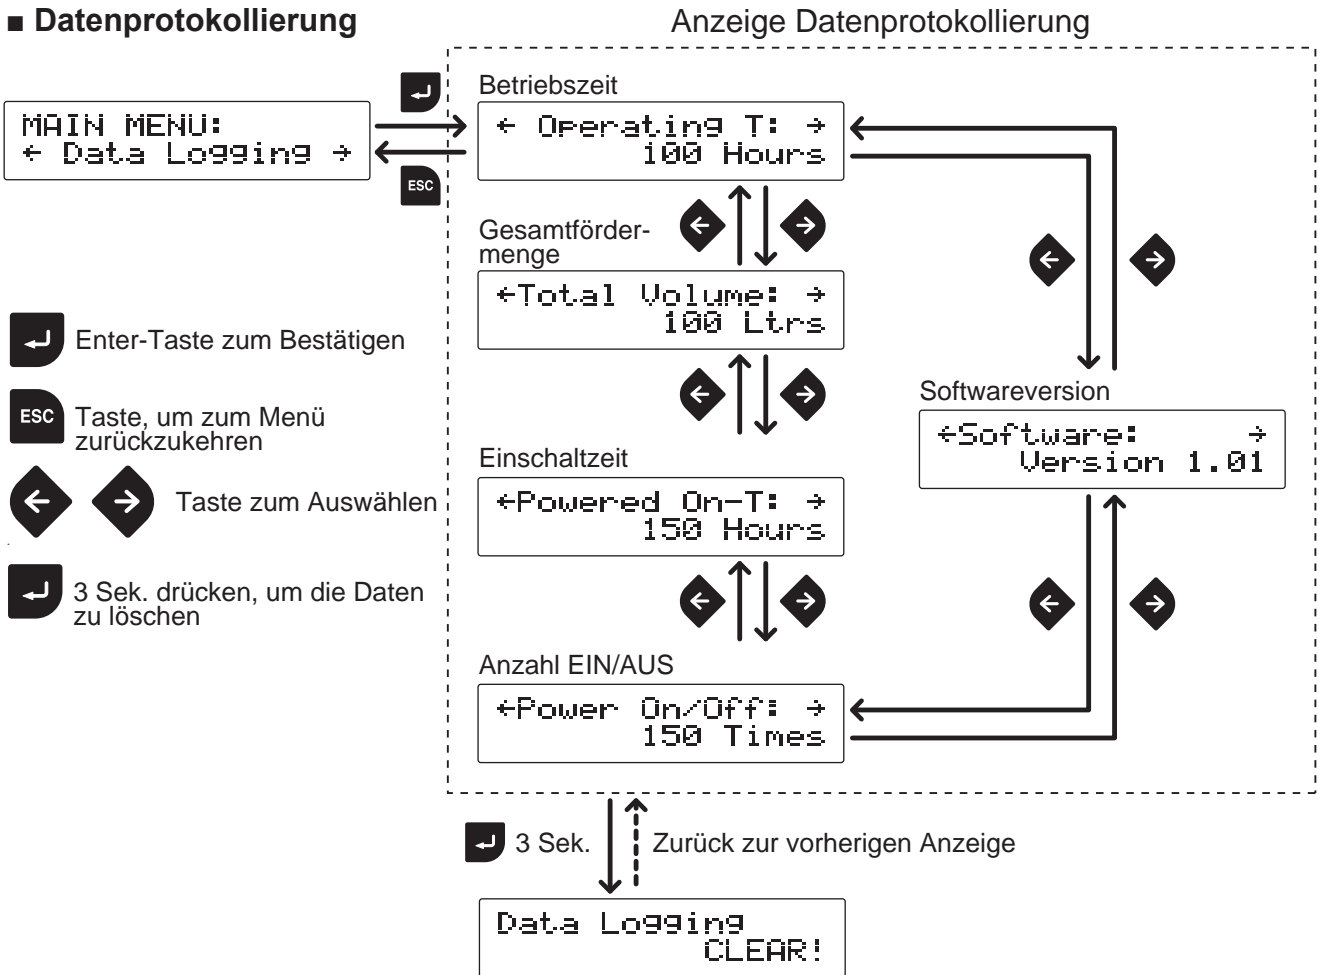 ■ Datenprotokollierung
Anzeige Datenprotokollierung
MAIN MENU:
← Data Logging →
ESC
Betriebszeit
← Operating T: →
100 Hours
Gesamtförder-
menge
←Total Volume: →
100 Ltrs
Enter-Taste zum Bestätigen
ESC
Taste, um zum Menü
zurückzukehren
Taste zum Auswählen
3 Sek. drücken, um die Daten
zu löschen
Einschaltzeit
←Powered On-T: →
150 Hours
Anzahl EIN/AUS
←Power On/Off: →
150 Times
Softwareversion
←Software: →
Version 1.01
3 Sek.
Zurück zur vorherigen Anzeige
Data Logging
CLEAR!